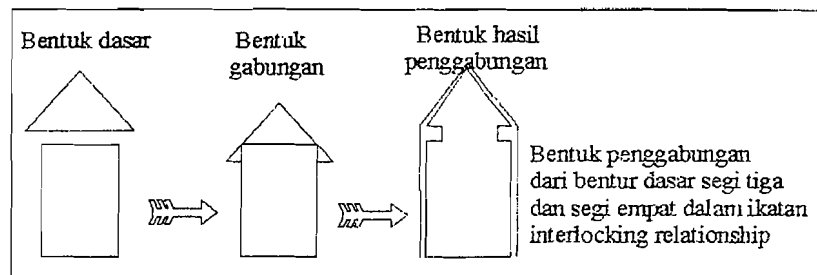 Bentuk dasar
Bentuk
gabungan
Bentuk hasil
penggabungan
Bentuk penggabungan
dari bentur dasar segi tiga
dan segi empat dalam ikatan
interlocking relationship